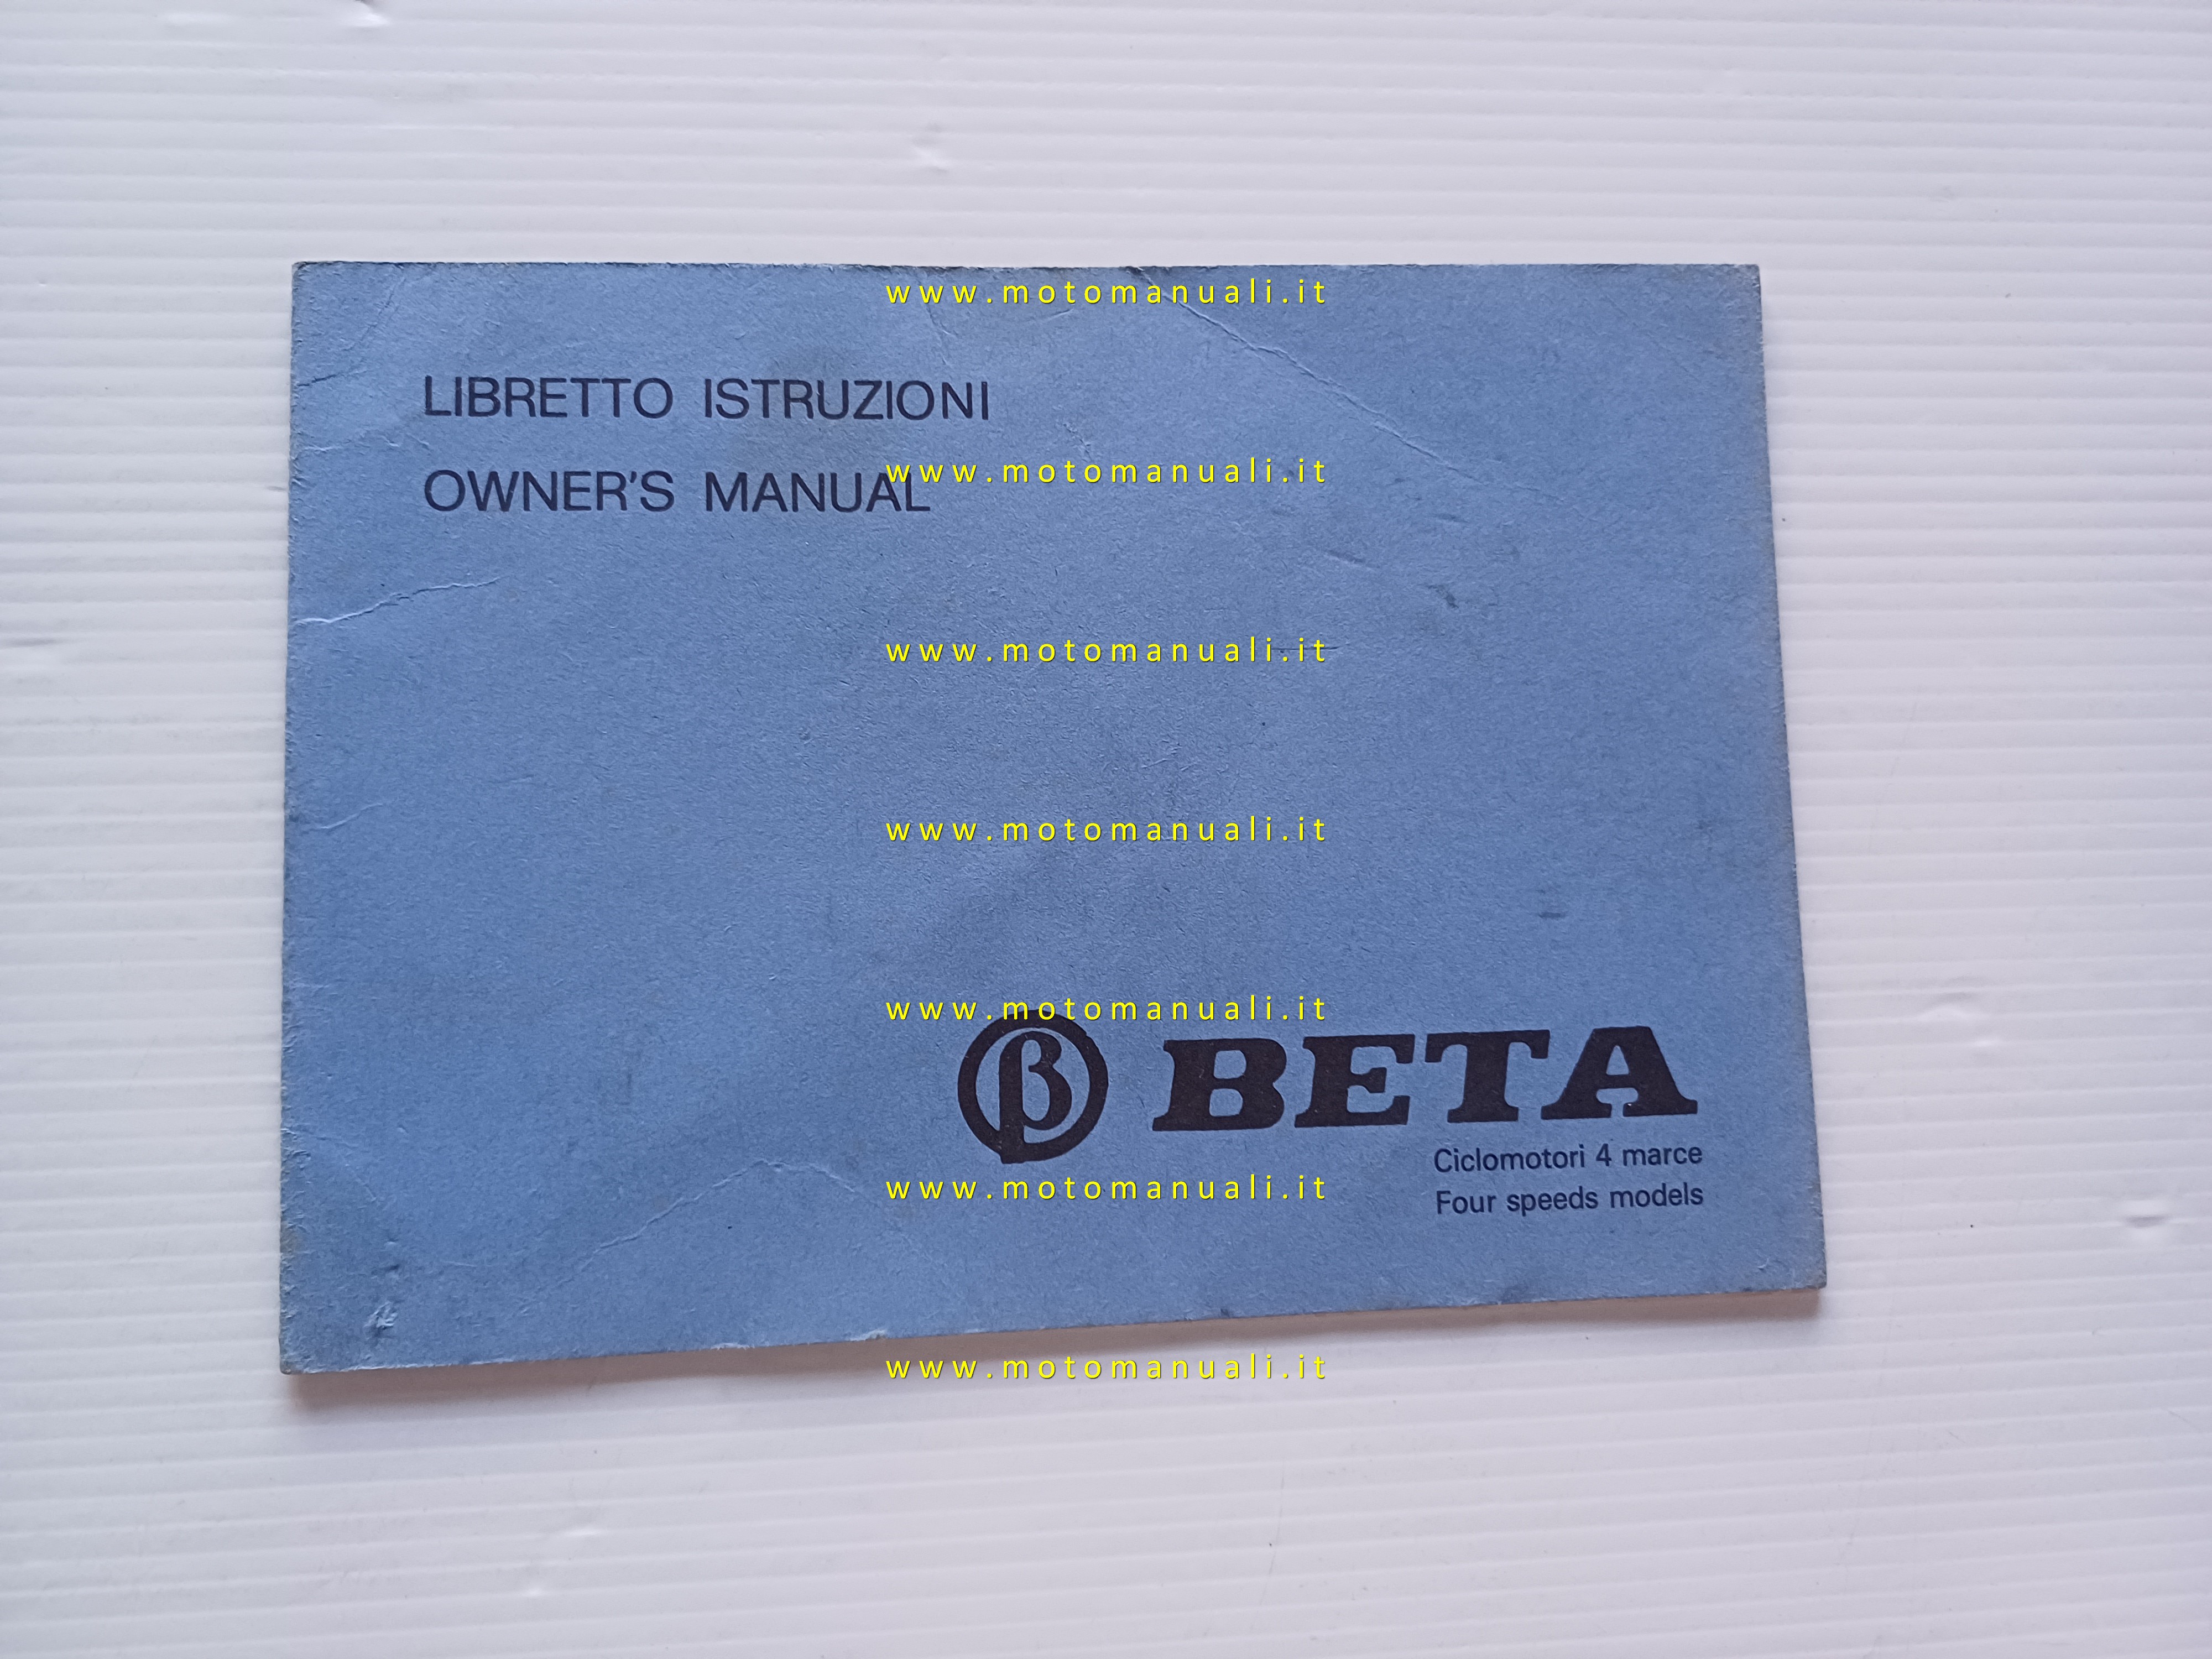 www.motomanuali.it
LIBRETTO ISTRUZIONI
www.motomanuali.it
OWNER'S MANUAL
www.motomanuali.it
www.motomanuali.it
www.motomanuali.it
β BETA
Ciclomotori 4 marce
www.motomanuali.it
Four speeds models
www.motomanuali.it